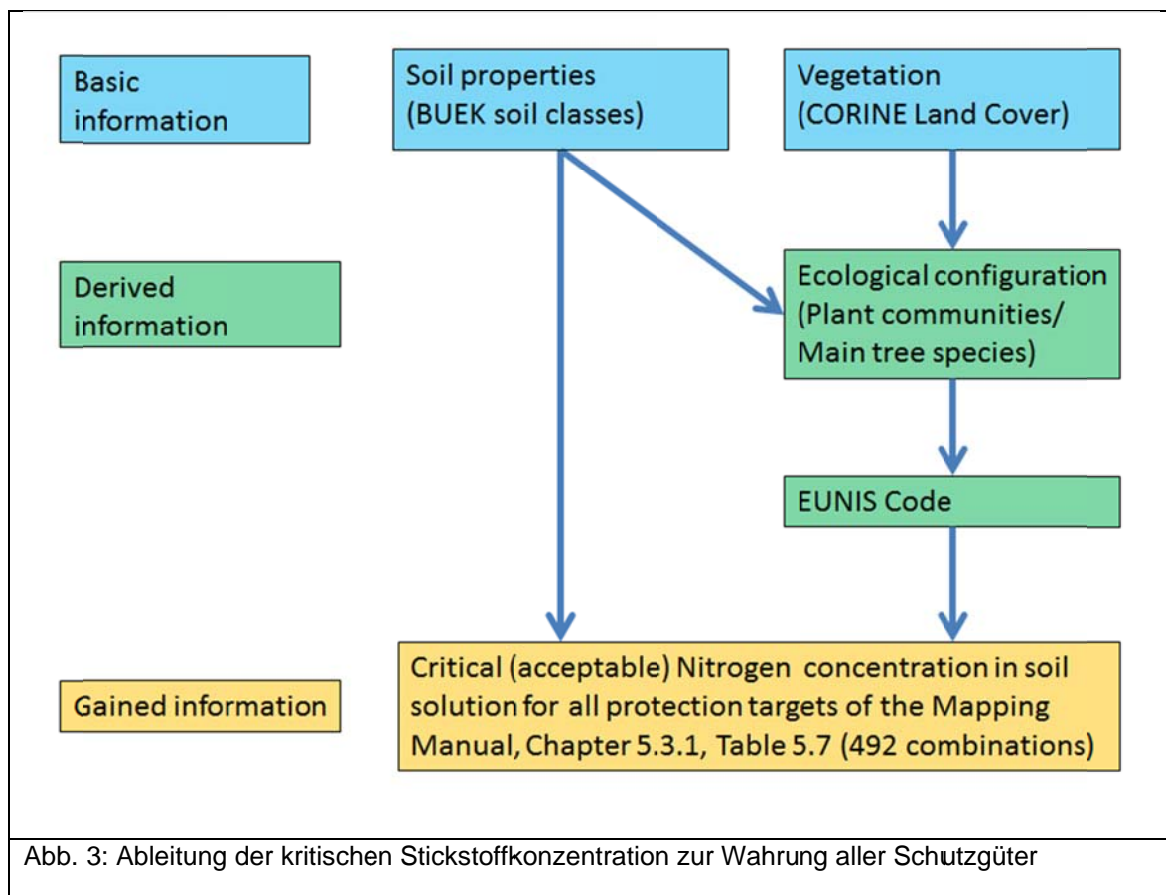 Basic
information
Soil properties
(BUEK soil classes)
Vegetation
(CORINE Land Cover)
Derived
information
Ecological configuration
(Plant communities/
Main tree species)
EUNIS Code
Gained information
Critical (acceptable) Nitrogen concentration in soil
solution for all protection targets of the Mapping
Manual, Chapter 5.3.1, Table 5.7 (492 combinations)
Abb. 3: Ableitung der kritischen Stickstoffkonzentration zur Wahrung aller Schutzgüter